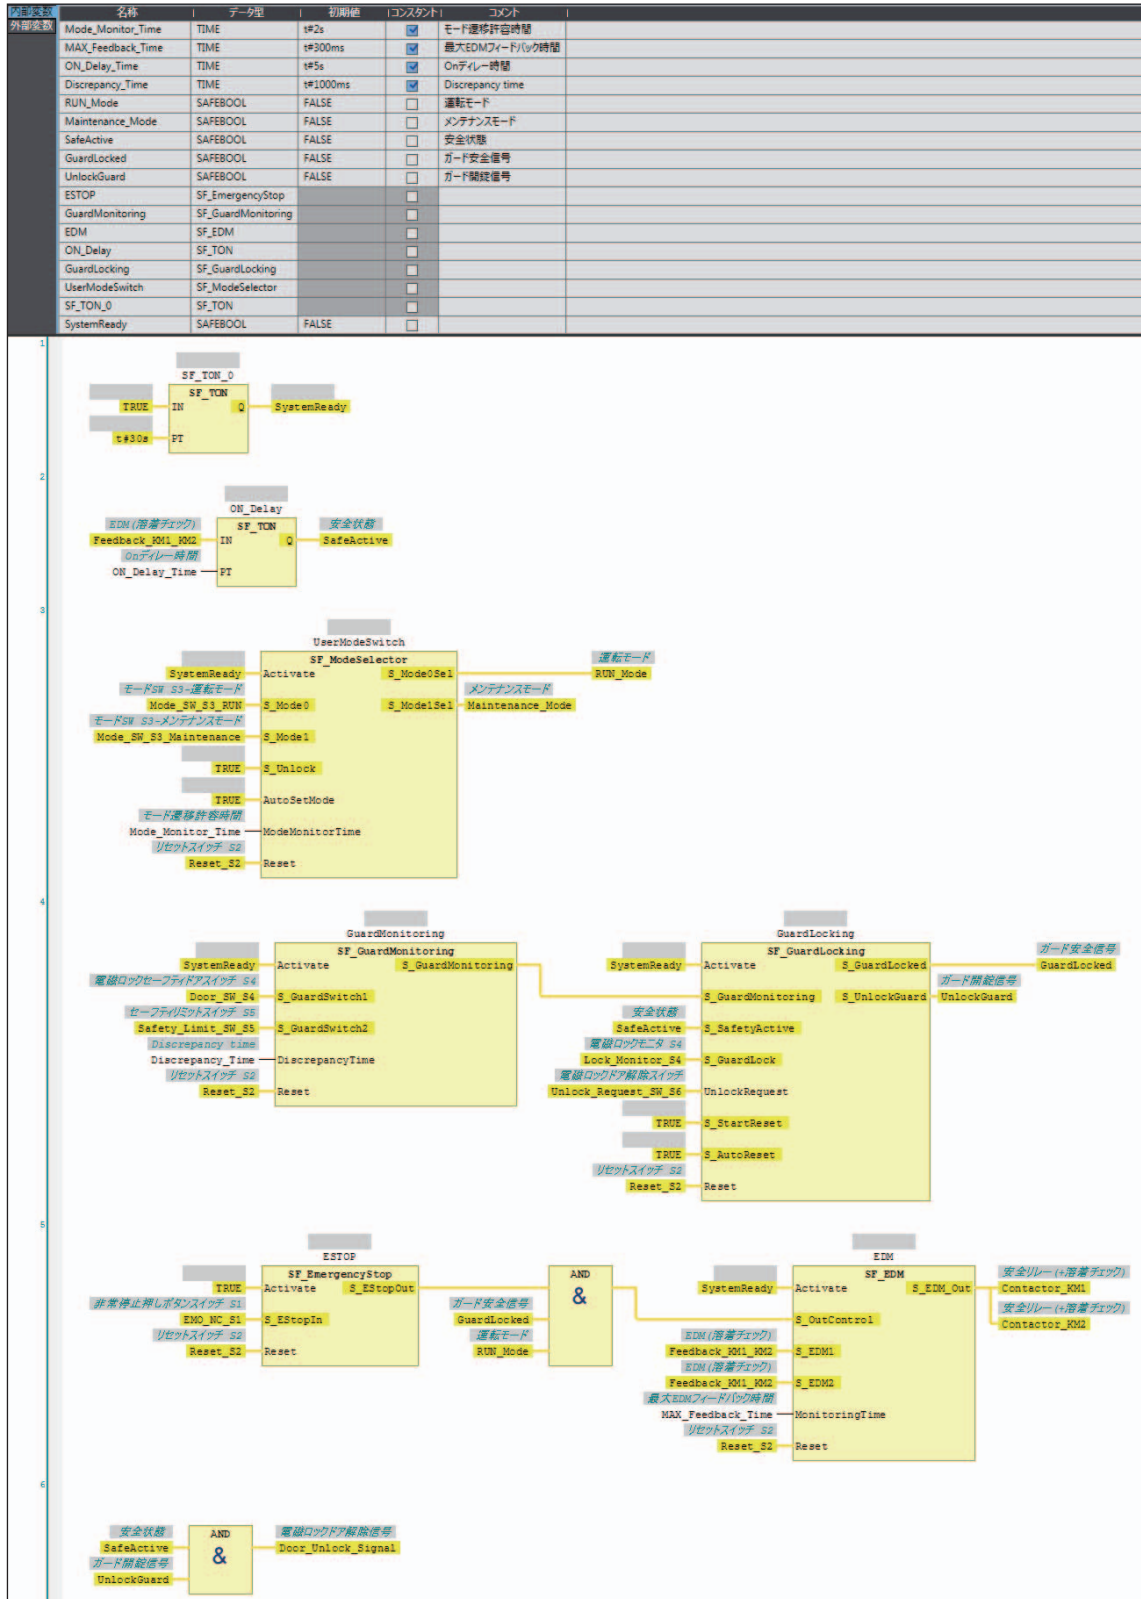 内部変数
外部変数
名称 データ型 初期値 コンスタント コメント
Mode_Monitor_Time TIME t#2s モード遷移許容時間
MAX_Feedback_Time TIME t#300ms 最大EDMフィードバック時間
ON_Delay_Time TIME t#5s Onディレー時間
Discrepancy_Time TIME t#1000ms Discrepancy time
RUN_Mode SAFEBOOL FALSE 運転モード
Maintenance_Mode SAFEBOOL FALSE メンテナンスモード
SafeActive SAFEBOOL FALSE 安全状態
GuardLocked SAFEBOOL FALSE ガード安全信号
UnlockGuard SAFEBOOL FALSE ガード開錠信号
ESTOP SF_EmergencyStop
GuardMonitoring SF_GuardMonitoring
EDM SF_EDM
ON_Delay SF_TON
GuardLocking SF_GuardLocking
UserModeSwitch SF_ModeSelector
SF_TON_0 SF_TON
SystemReady SAFEBOOL FALSE
1
SF_TON_0
SF_TON
TRUE IN Q SystemReady
t#30s PT
2
ON_Delay
EDM(溶着チェック) SF_TON 安全状態
Feedback_KM1_KM2 IN Q SafeActive
Onディレー時間
ON_Delay_Time PT
3
UserModeSwitch
SF_ModeSelector 運転モード
SystemReady Activate S_Mode0Sel RUN_Mode
モードSW S3-運転モード メンテナンスモード
Mode_SW_S3_RUN S_Mode0 S_Mode1Sel Maintenance_Mode
モードSW S3-メンテナンスモード
Mode_SW_S3_Maintenance S_Mode1
TRUE S_Unlock
TRUE AutoSetMode
モード遷移許容時間
Mode_Monitor_Time ModeMonitorTime
リセットスイッチ S2
Reset_S2 Reset
4
GuardMonitoring GuardLocking
SF_GuardMonitoring SF_GuardLocking ガード安全信号
SystemReady Activate S_GuardMonitoring SystemReady Activate S_GuardLocked GuardLocked
電磁ロックセーフティドアスイッチ S4 ガード開錠信号
Door_SW_S4 S_GuardSwitch1 S_GuardMonitoring S_UnlockGuard UnlockGuard
セーフティリミットスイッチ S5 安全状態
Safety_Limit_SW_S5 S_GuardSwitch2 SafeActive S_SafetyActive
Discrepancy time 電磁ロックモニタ S4
Discrepancy_Time DiscrepancyTime Lock_Monitor_S4 S_GuardLock
リセットスイッチ S2 電磁ロックドア解除スイッチ
Reset_S2 Reset Unlock_Request_SW_S6 UnlockRequest
TRUE S_StartReset
TRUE S_AutoReset
リセットスイッチ S2
Reset_S2 Reset
5
ESTOP EDM
SF_EmergencyStop AND SF_EDM 安全リレー(+溶着チェック)
TRUE Activate S_EStopOut & SystemReady Activate S_EDM_Out Contactor_KM1
非常停止押しボタンスイッチ S1 ガード安全信号 安全リレー(+溶着チェック)
EMO_NC_S1 S_EStopIn GuardLocked S_OutControl Contactor_KM2
リセットスイッチ S2 運転モード EDM(溶着チェック)
Reset_S2 Reset RUN_Mode Feedback_KM1_KM2 S_EDM1
EDM(溶着チェック)
Feedback_KM1_KM2 S_EDM2
最大EDMフィードバック時間
MAX_Feedback_Time MonitoringTime
リセットスイッチ S2
Reset_S2 Reset
6
安全状態 AND 電磁ロックドア解除信号
SafeActive & Door_Unlock_Signal
ガード開錠信号
UnlockGuard